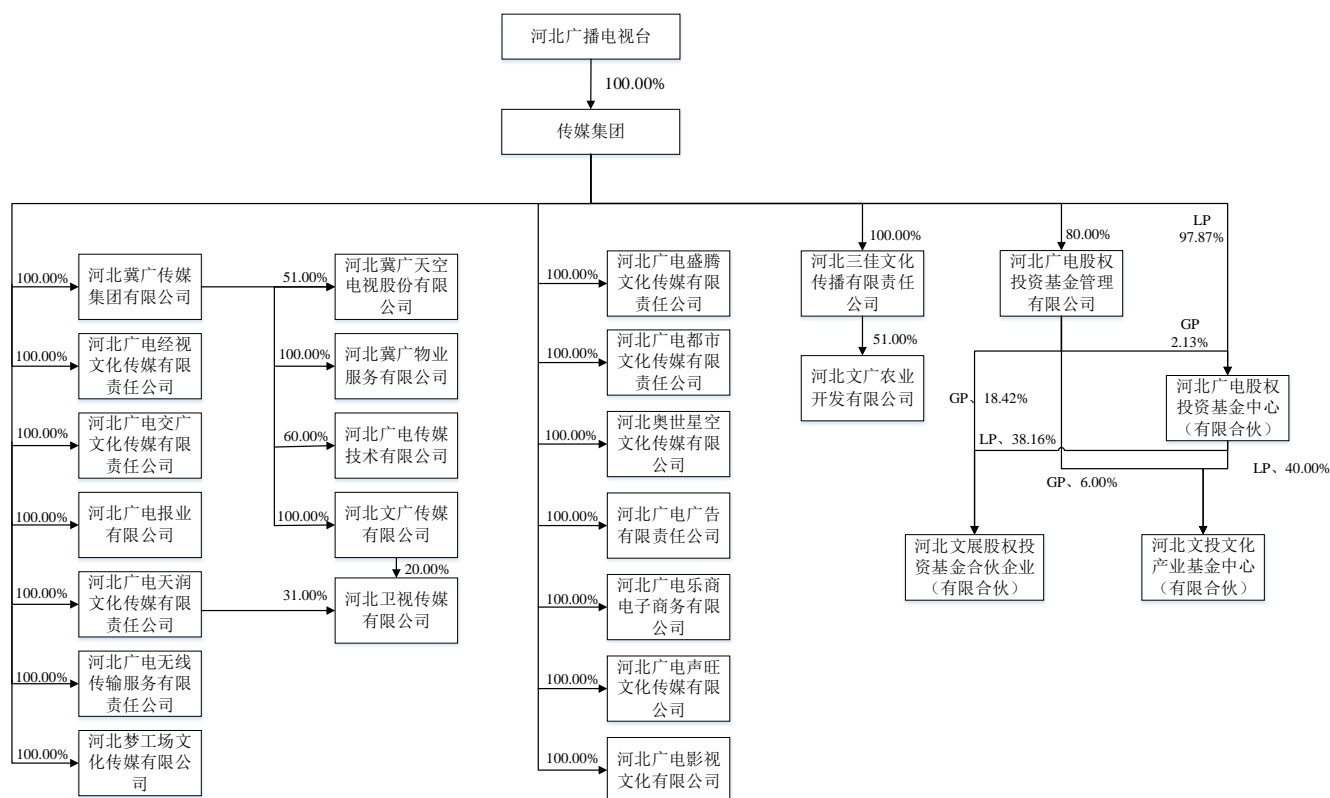 河北广播电视台
100.00%
传媒集团
100.00%
河北冀广传媒
集团有限公司
100.00%
河北广电经视
文化传媒有限
责任公司
100.00%
河北广电交广
文化传媒有限
责任公司
100.00%
河北广电报业
有限公司
100.00%
河北广电天润
文化传媒有限
责任公司
100.00%
河北广电无线
传输服务有限
责任公司
100.00%
河北梦工场文
化传媒有限公
司
51.00%
河北冀广天空
电视股份有限
公司
100.00%
河北冀广物业
服务有限公司
60.00%
河北广电传媒
技术有限公司
100.00%
河北文广传媒
有限公司
20.00%
31.00%
河北卫视传媒
有限公司
100.00%
河北广电盛腾
文化传媒有限
责任公司
100.00%
河北广电都市
文化传媒有限
责任公司
100.00%
河北奥世星空
文化传媒有限
公司
100.00%
河北广电广告
有限责任公司
100.00%
河北广电乐商
电子商务有限
公司
100.00%
河北广电声旺
文化传媒有限
公司
100.00%
河北广电影视
文化有限公司
100.00%
河北三佳文化
传播有限责任
公司
51.00%
河北文广农业
开发有限公司
80.00%
河北广电股权
投资基金管理
有限公司
LP
97.87%
GP
2.13%
河北广电股权
投资基金中心
（有限合伙）
GP、18.42%
LP、38.16%
GP、6.00%
LP、40.00%
河北文展股权投
资基金合伙企业
（有限合伙）
河北文投文化
产业基金中心
（有限合伙）